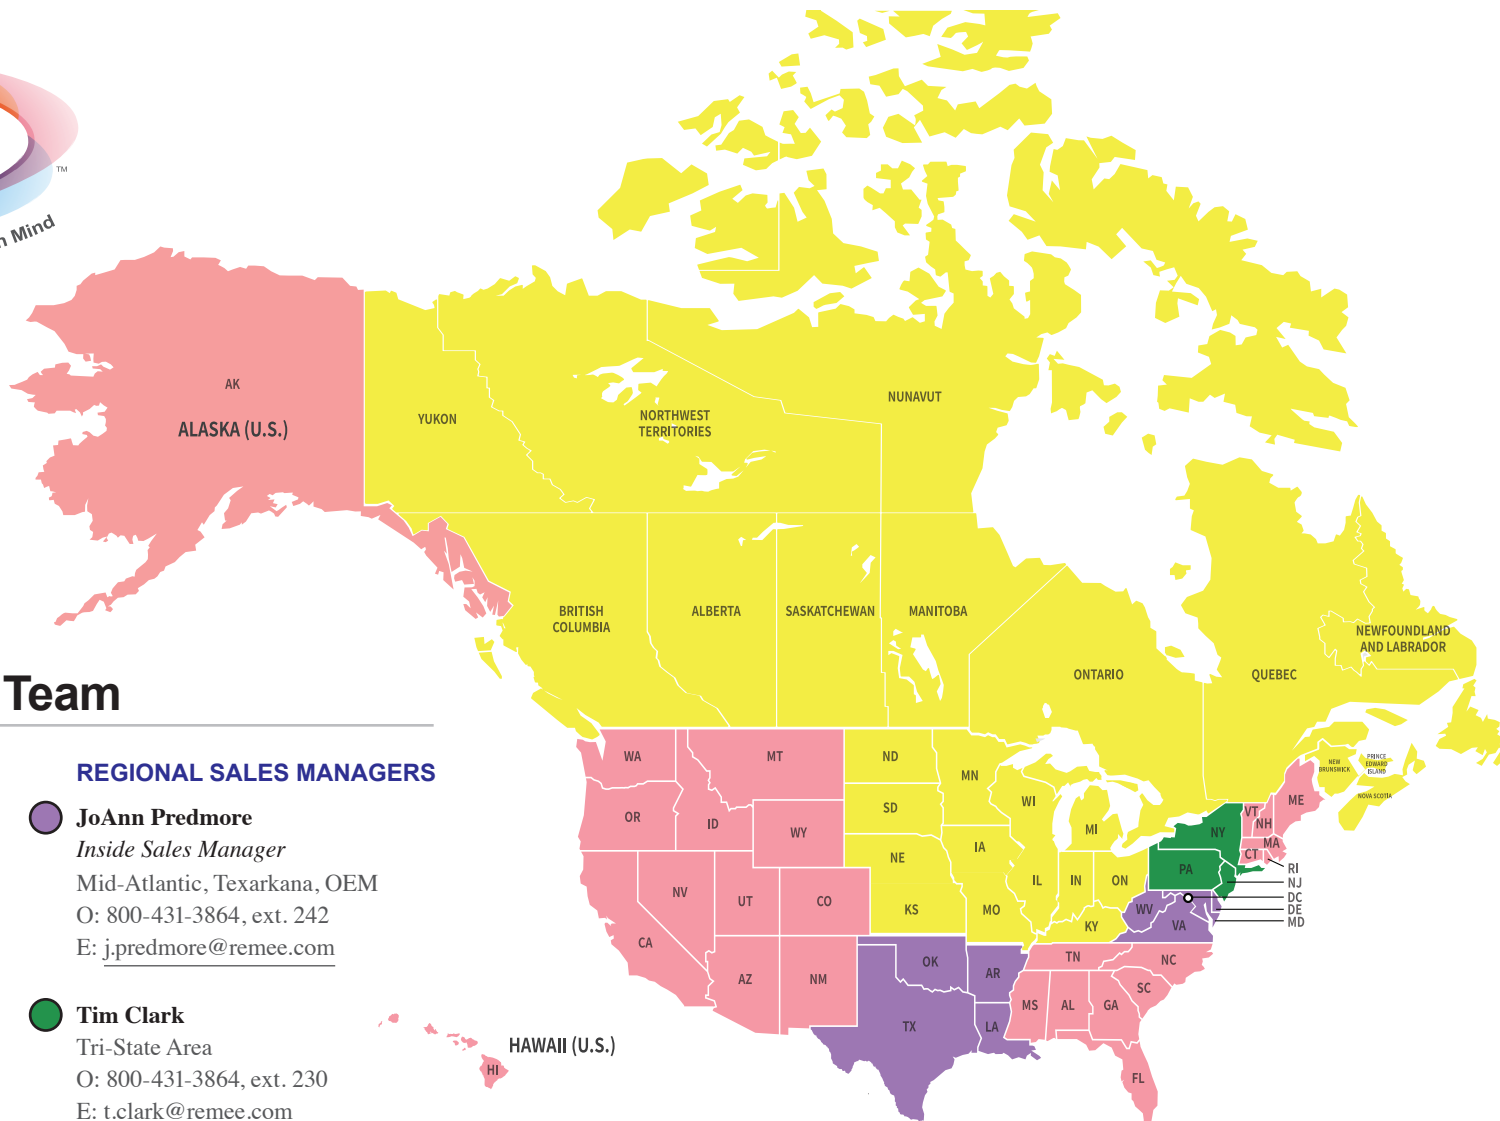 TM
n Mind
Team
REGIONAL SALES MANAGERS
JoAnn Predmore
Inside Sales Manager
Mid-Atlantic, Texarkana, OEM
O: 800-431-3864, ext. 242
E: j.predmore@remee.com
Tim Clark
Tri-State Area
O: 800-431-3864, ext. 230
E: t.clark@remee.com
AK
ALASKA (U.S.)
YUKON
NORTHWEST
TERRITORIES
NUNAVUT
BRITISH
COLUMBIA
ALBERTA
SASKATCHEWAN
MANITOBA
ONTARIO
QUEBEC
NEWFOUNDLAND
AND LABRADOR
NEW
BRUNSWICK
PRINCE
EDWARD
ISLAND
NOVA SCOTIA
WA
MT
ND
MN
OR
ID
WY
SD
WI
MI
NE
IA
NV
UT
CO
KS
MO
IL
IN
ON
KY
CA
AZ
NM
OK
AR
TX
LA
MS
AL
GA
TN
NC
SC
FL
WV
VA
PA
NY
VT
NH
ME
MA
CT
RI
NJ
DC
DE
MD
HAWAII (U.S.)
HI